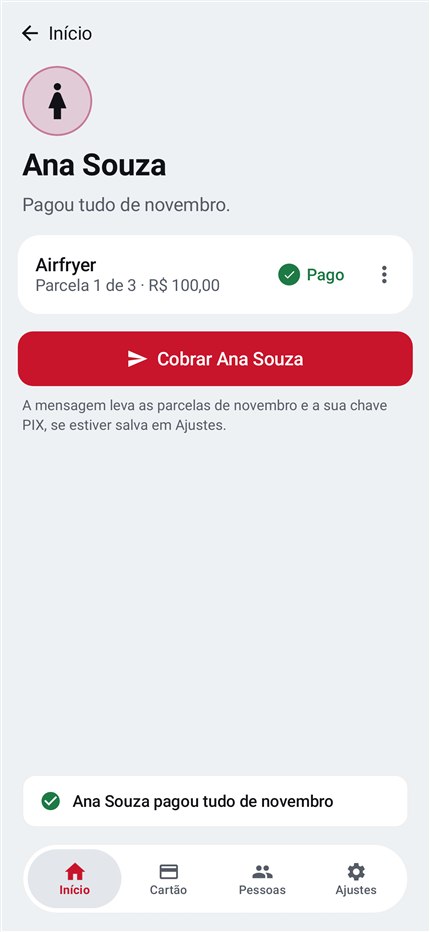 Início
Ana Souza
Pagou tudo de novembro.
Airfryer
Parcela 1 de 3 · R$ 100,00
Pago
Cobrar Ana Souza
A mensagem leva as parcelas de novembro e a sua chave
PIX, se estiver salva em Ajustes.
Ana Souza pagou tudo de novembro
Início
Cartão
Pessoas
Ajustes